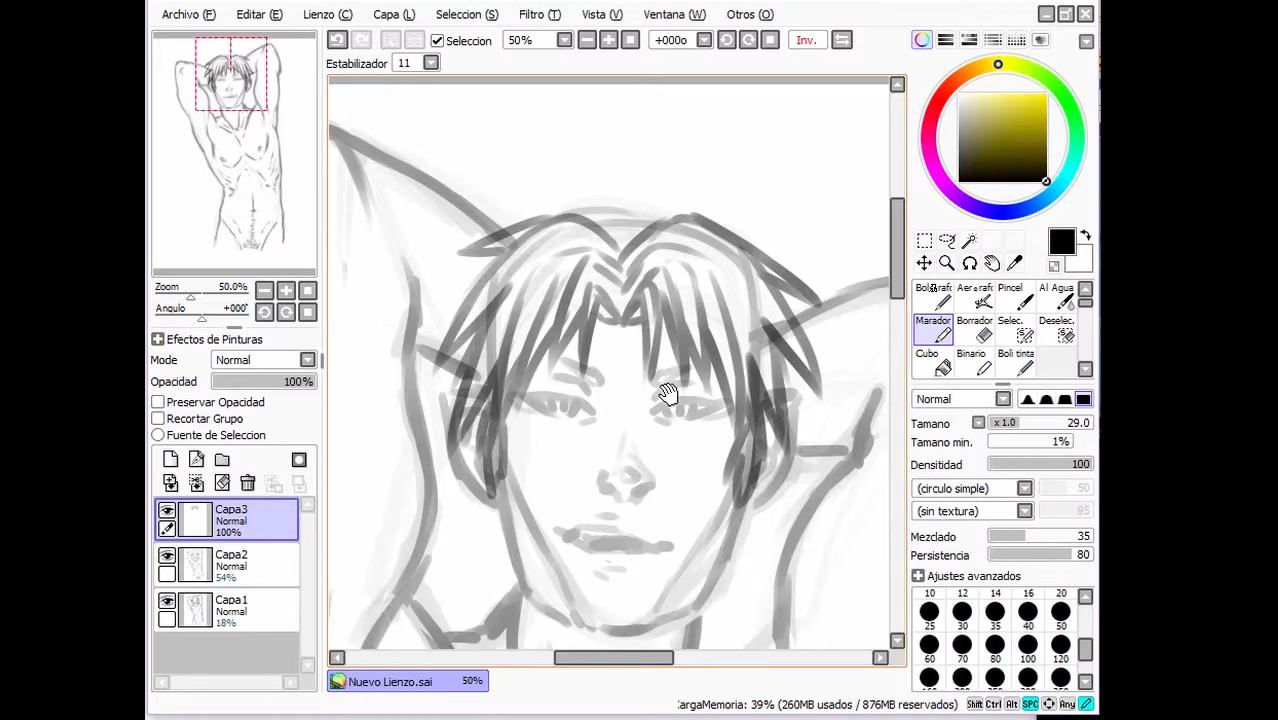 Archivo (F) Editar (E) Lienzo (C) Capa (L) Seleccion (S) Filtro (T) Vista (V) Ventana (W) Otros (O)
Seleccion 50% +000o Inv.
Estabilizador 11
Zoom 50.0%
Angulo +000°
Efectos de Pinturas
Mode Normal
Opacidad 100%
Preservar Opacidad
Recortar Grupo
Fuente de Seleccion
Capa3
Normal
100%
Capa2
Normal
54%
Capa1
Normal
18%
Pincel Al Agua
Marador Borrador Selec. Deselec.
Cubo Binario Boli tinta
Normal
Tamano x 1.0 29.0
Tamano min. 1%
Densitidad 100
(circulo simple) 50
(sin textura) 95
Mezclado 35
Persistencia 80
Ajustes avanzados
10 12 14 16 20
25 30 35 40 50
60 70 80 100 120
Nuevo Lienzo.sai 50%
CargaMemoria: 39% (260MB usados / 876MB reservados) Shift Ctrl Alt SPC Any